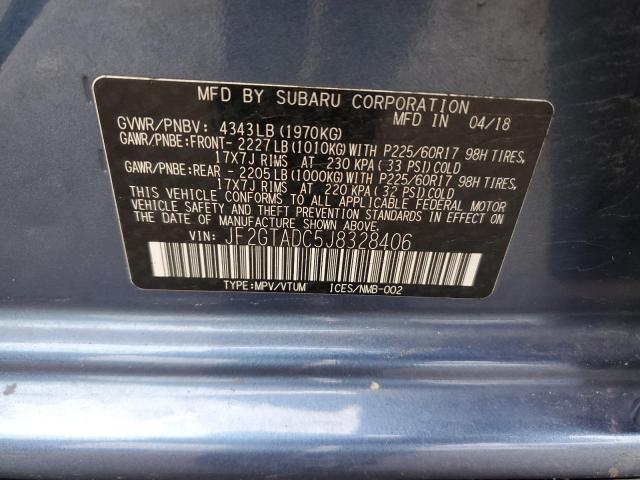 MFD BY SUBARU CORPORATION
GVWR/PNBV: 4343LB (1970KG) MFD IN 04/18
GAWR/PNBE: FRONT- 2227LB (1010KG) WITH P225/60R17 98H TIRES,
17X7J RIMS AT 230 KPA (33 PSI) COLD
GAWR/PNBE: REAR - 2205LB (1000KG) WITH P225/60R17 98H TIRES,
17X7J RIMS AT 220 KPA (32 PSI) COLD
THIS VEHICLE CONFORMS TO ALL APPLICABLE FEDERAL MOTOR
VEHICLE SAFETY AND THEFT PREVENTION STANDARDS IN EFFECT ON THE
DATE OF MANUFACTURE SHOWN ABOVE.
VIN: JF2GTADC5J8328406
TYPE:MPV/VTUM ICES/NMB-002